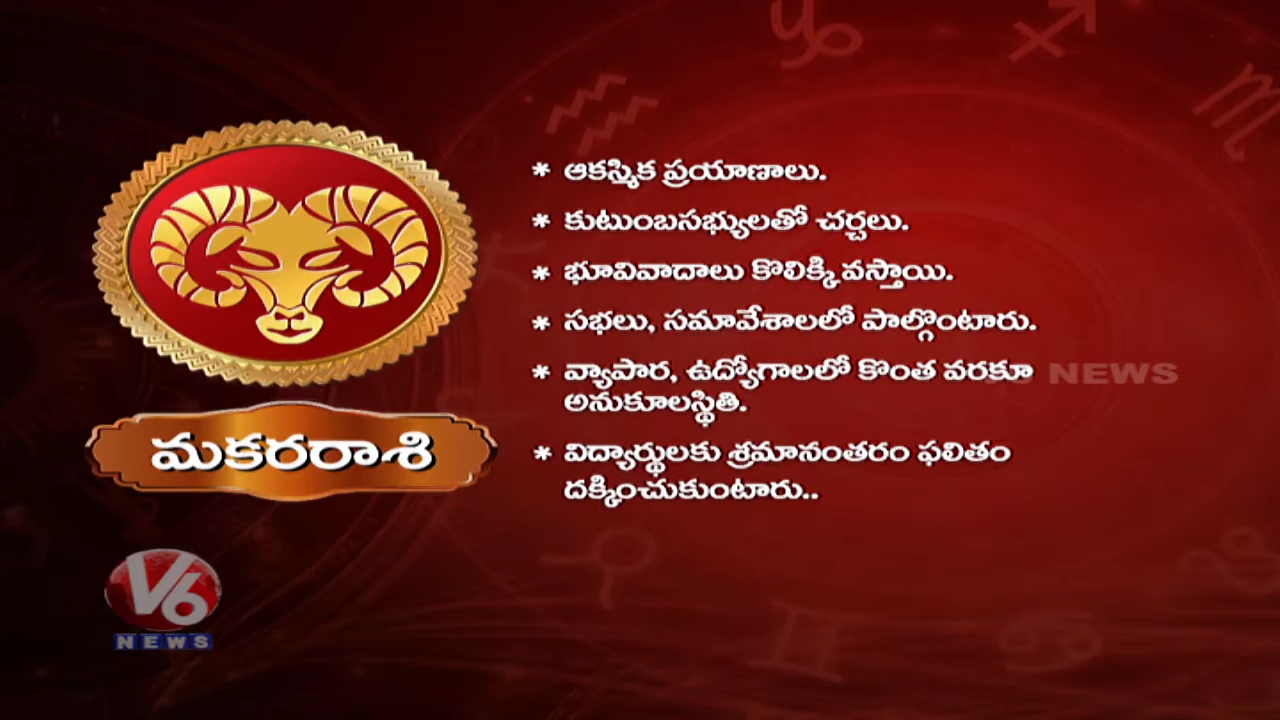 * ఆకస్మిక ప్రయాణాలు.
* కుటుంబసభ్యులతో చర్చలు.
* భూవివాదాలు కొలిక్కి వస్తాయి.
* సభలు, సమావేశాలలో పాల్గొంటారు.
* వ్యాపార, ఉద్యోగాలలో కొంత వరకూ
అనుకూలస్థితి.
* విద్యార్థులకు శ్రమానంతరం ఫలితం
దక్కించుకుంటారు..
మకరరాశి
V6 NEWS
V6
NEWS